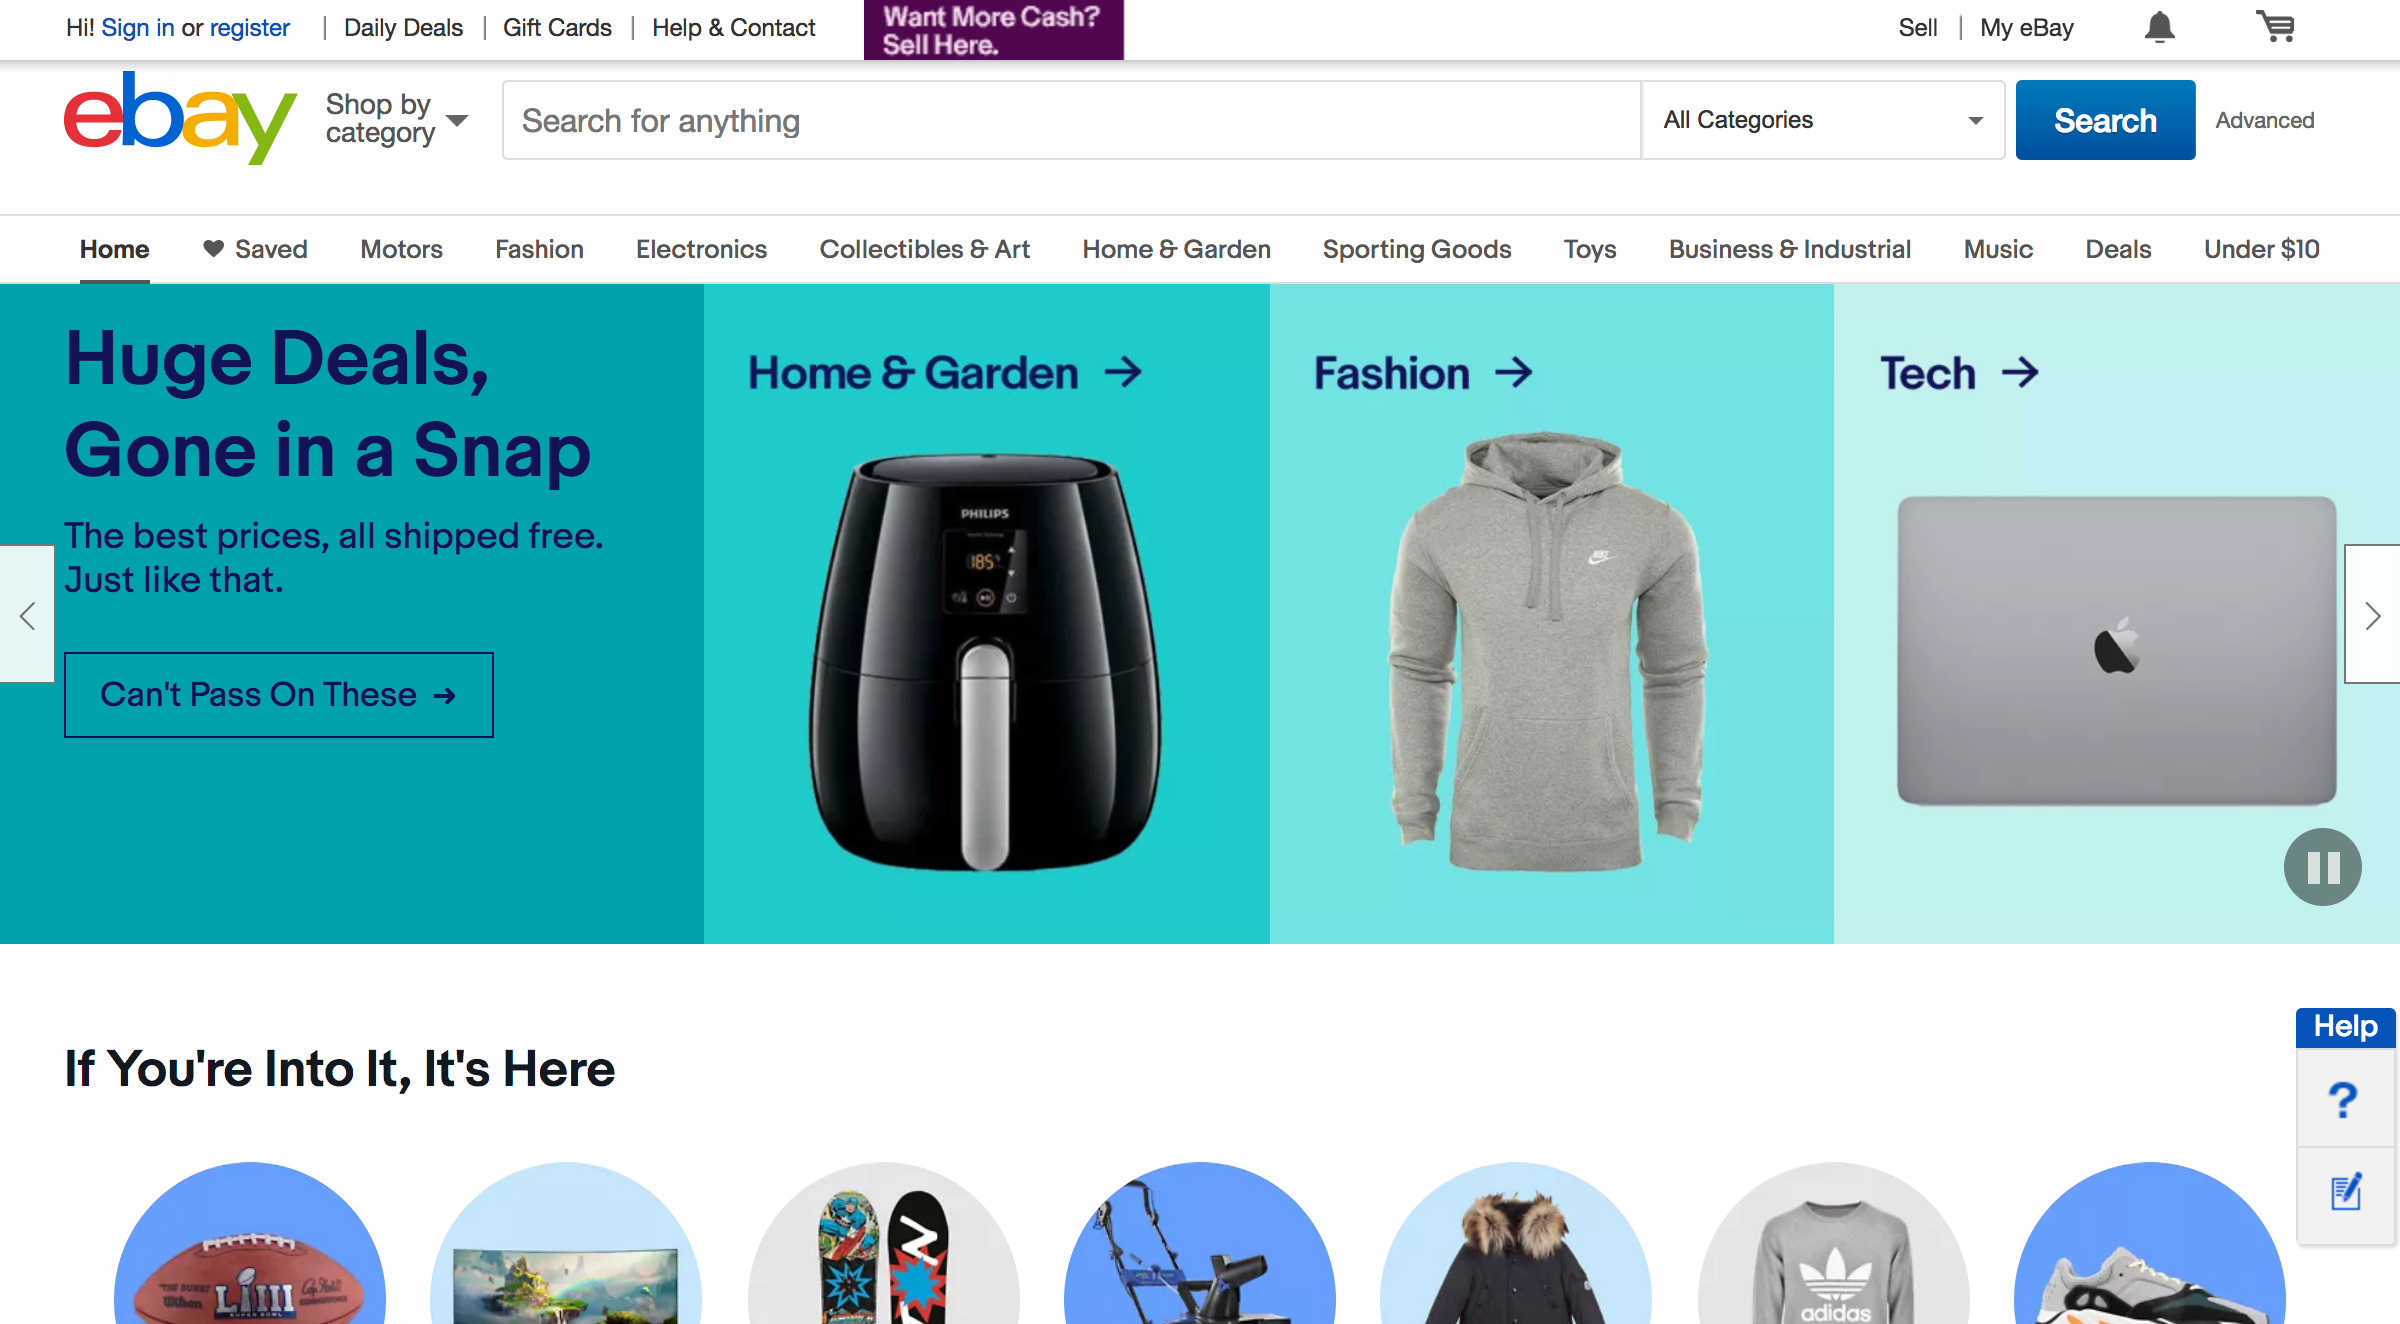 Hi! Sign in or register
Daily Deals
Gift Cards
Help & Contact
Want More Cash?
Sell Here.
Sell
My eBay
ebay
Shop by
category
Search for anything
All Categories
Search
Advanced
Home
Saved
Motors
Fashion
Electronics
Collectibles & Art
Home & Garden
Sporting Goods
Toys
Business & Industrial
Music
Deals
Under $10
Huge Deals,
Gone in a Snap
The best prices, all shipped free.
Just like that.
Can't Pass On These →
Home & Garden →
PHILIPS
185°
Fashion →
NIKE
Tech →
If You're Into It, It's Here
Help
?
Wilson
LIII
SUPER BOWL
adidas